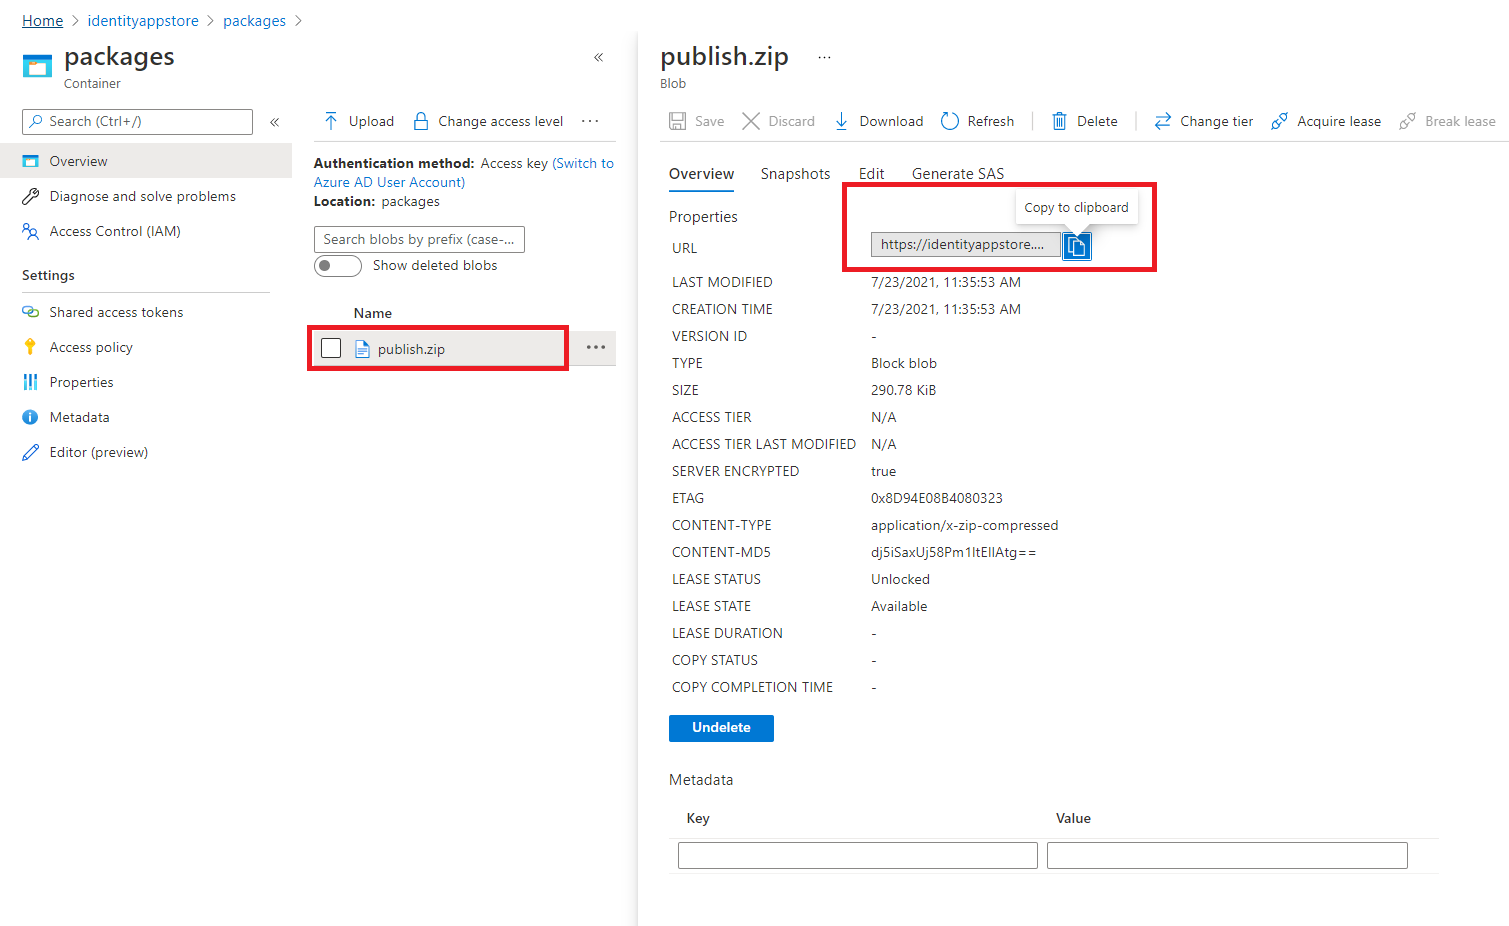 Home > identityappstore > packages >
packages
Container
«
Search (Ctrl+/)
«
Overview
Diagnose and solve problems
Access Control (IAM)
Settings
Shared access tokens
Access policy
Properties
Metadata
Editor (preview)
Upload
Change access level
...
Authentication method: Access key (Switch to
Azure AD User Account)
Location: packages
Search blobs by prefix (case-...
Show deleted blobs
Name
publish.zip
...
publish.zip
...
Blob
Save
Discard
Download
Refresh
Delete
Change tier
Acquire lease
Break lease
Overview
Snapshots
Edit
Generate SAS
Copy to clipboard
Properties
URL https://identityappstore....
LAST MODIFIED 7/23/2021, 11:35:53 AM
CREATION TIME 7/23/2021, 11:35:53 AM
VERSION ID -
TYPE Block blob
SIZE 290.78 KiB
ACCESS TIER N/A
ACCESS TIER LAST MODIFIED N/A
SERVER ENCRYPTED true
ETAG 0x8D94E08B4080323
CONTENT-TYPE application/x-zip-compressed
CONTENT-MD5
LEASE STATUS Unlocked
LEASE STATE Available
LEASE DURATION -
COPY STATUS -
COPY COMPLETION TIME -
Undelete
Metadata
Key Value